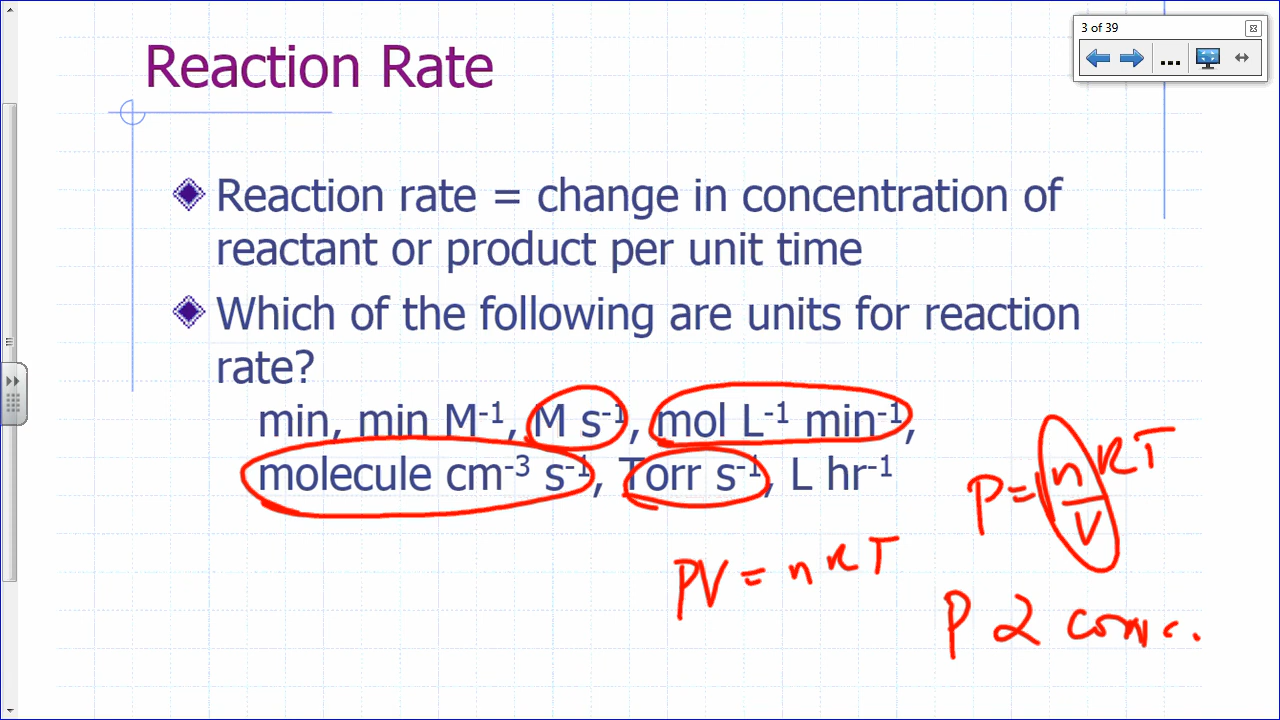 3 of 39
Reaction Rate
Reaction rate = change in concentration of
reactant or product per unit time
Which of the following are units for reaction
rate?
min, min M⁻¹, M s⁻¹, mol L⁻¹ min⁻¹,
molecule cm⁻³ s⁻¹, Torr s⁻¹, L hr⁻¹
P = n/V RT
PV = nRT
P α conc.